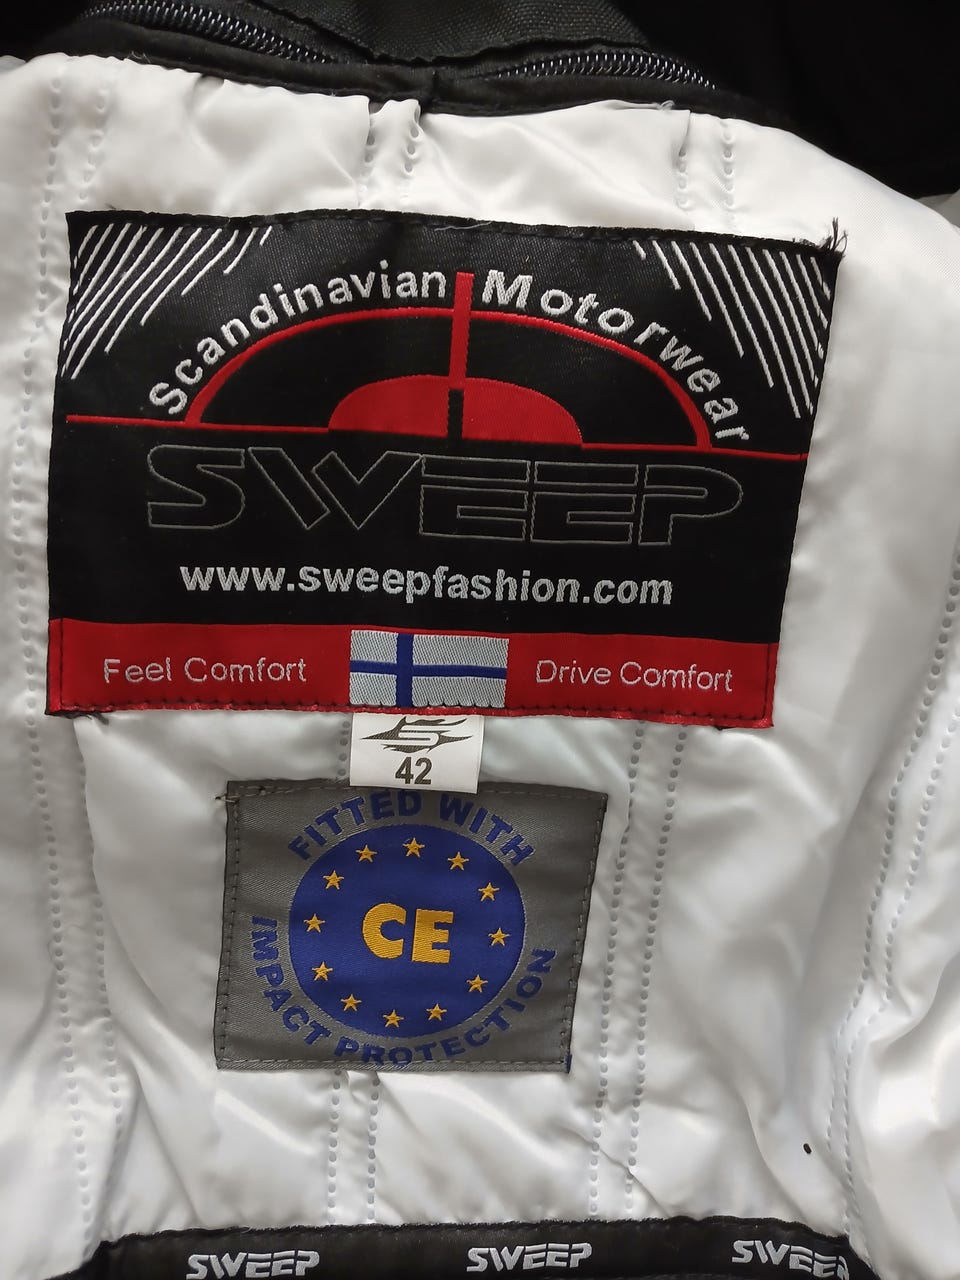 Scandinavian Motorwear
SWEEP
www.sweepfashion.com
Feel Comfort Drive Comfort
S
42
FITTED WITH
CE
IMPACT PROTECTION
SWEEP SWEEP SWEEP